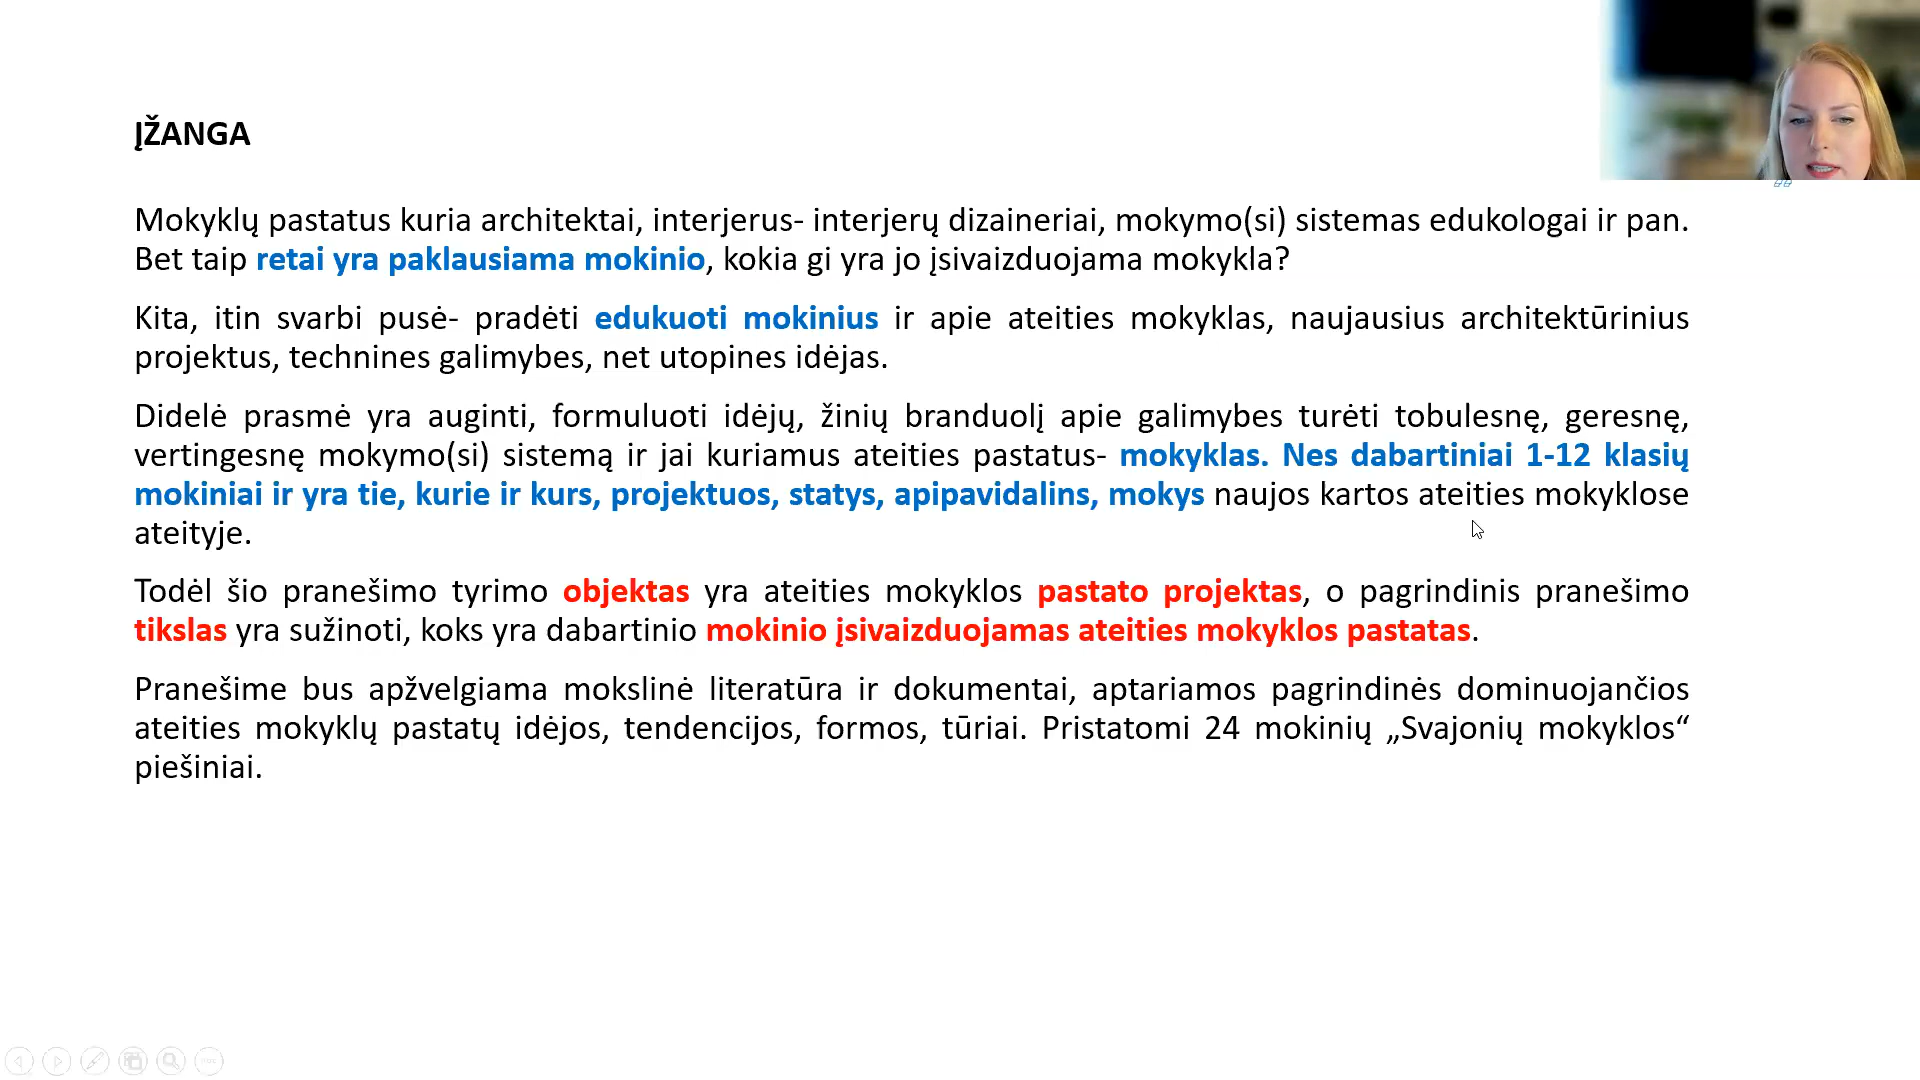 ĮŽANGA
Mokyklų pastatus kuria architektai, interjerus- interjerų dizaineriai, mokymo(si) sistemas edukologai ir pan.
Bet taip retai yra paklausiama mokinio, kokia gi yra jo įsivaizduojama mokykla?
Kita, itin svarbi pusė- pradėti edukuoti mokinius ir apie ateities mokyklas, naujausius architektūrinius
projektus, technines galimybes, net utopines idėjas.
Didelė prasmė yra auginti, formuluoti idėjų, žinių branduolį apie galimybes turėti tobulesnę, geresnę,
vertingesnę mokymo(si) sistemą ir jai kuriamus ateities pastatus- mokyklas. Nes dabartiniai 1-12 klasių
mokiniai ir yra tie, kurie ir kurs, projektuos, statys, apipavidalins, mokys naujos kartos ateities mokyklose
ateityje.
Todėl šio pranešimo tyrimo objektas yra ateities mokyklos pastato projektas, o pagrindinis pranešimo
tikslas yra sužinoti, koks yra dabartinio mokinio įsivaizduojamas ateities mokyklos pastatas.
Pranešime bus apžvelgiama mokslinė literatūra ir dokumentai, aptariamos pagrindinės dominuojančios
ateities mokyklų pastatų idėjos, tendencijos, formos, tūriai. Pristatomi 24 mokinių „Svajonių mokyklos“
piešiniai.